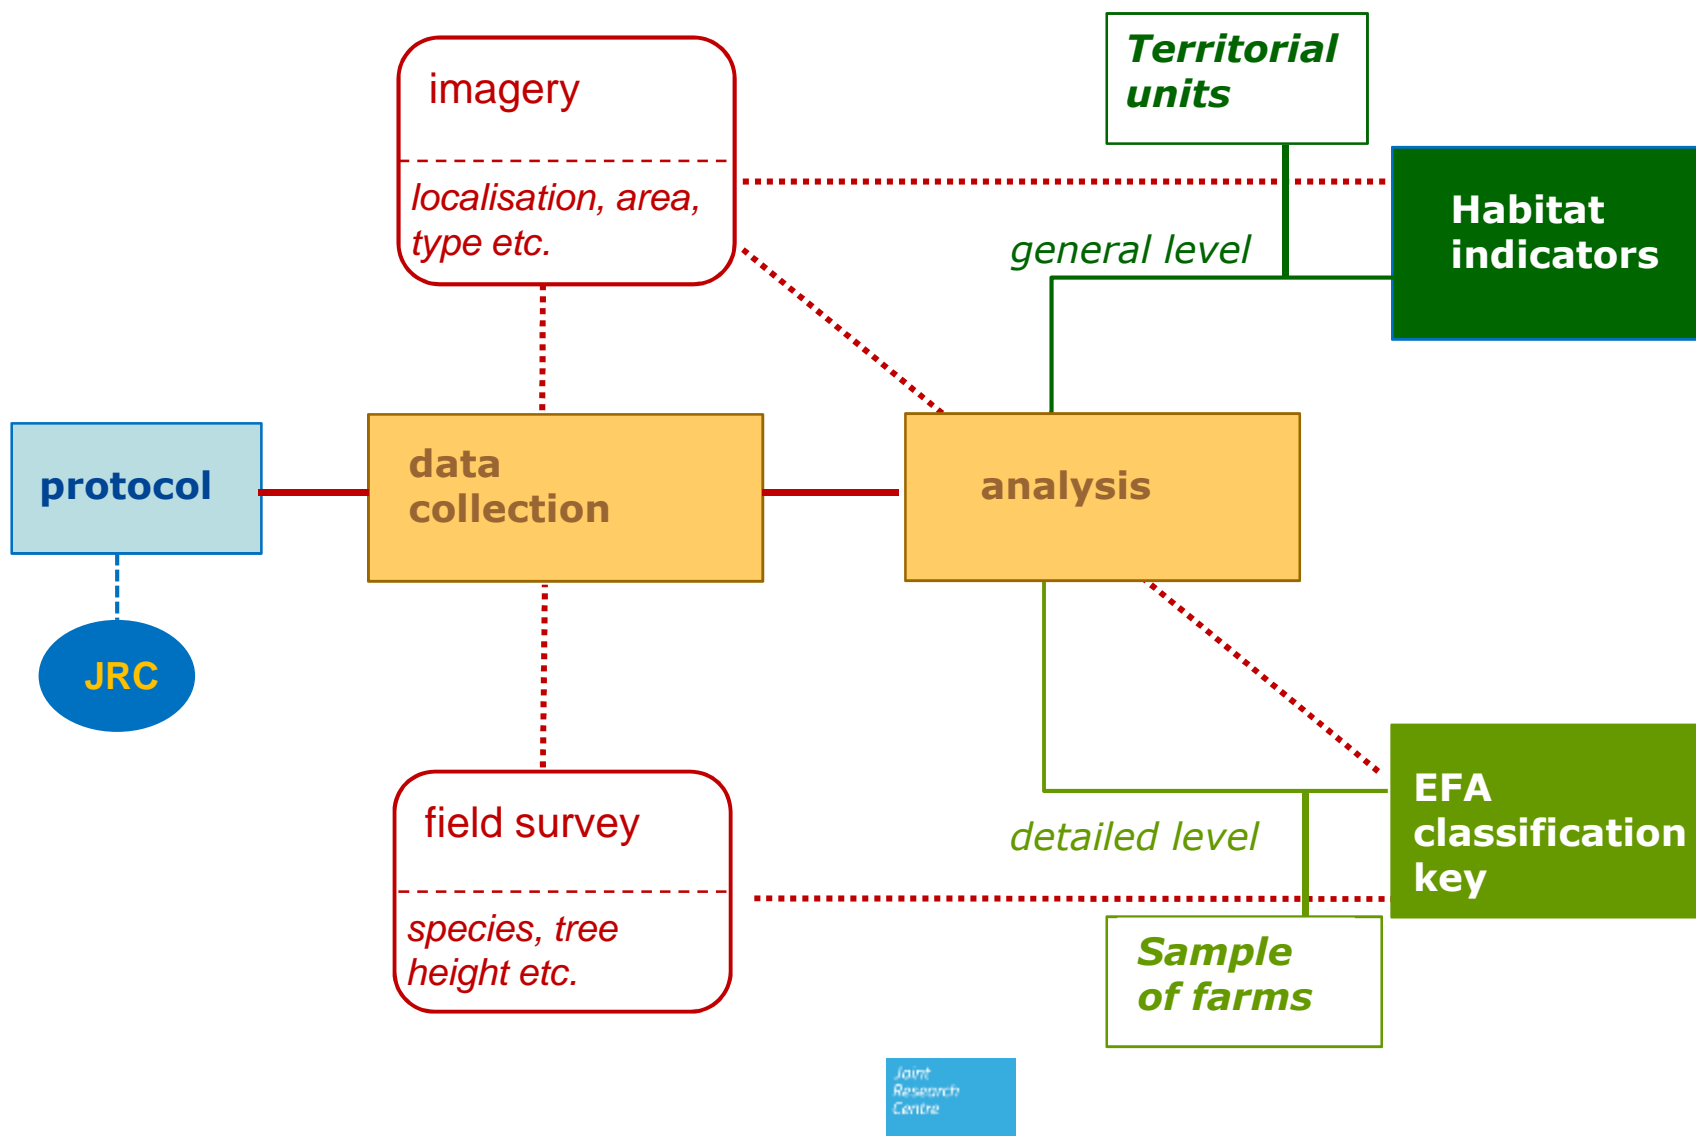 imagery
localisation, area,
type etc.
Territorial
units
Habitat
indicators
general level
protocol
data
collection
analysis
JRC
field survey
species, tree
height etc.
detailed level
EFA
classification
key
Sample
of farms
Joint
Research
Centre